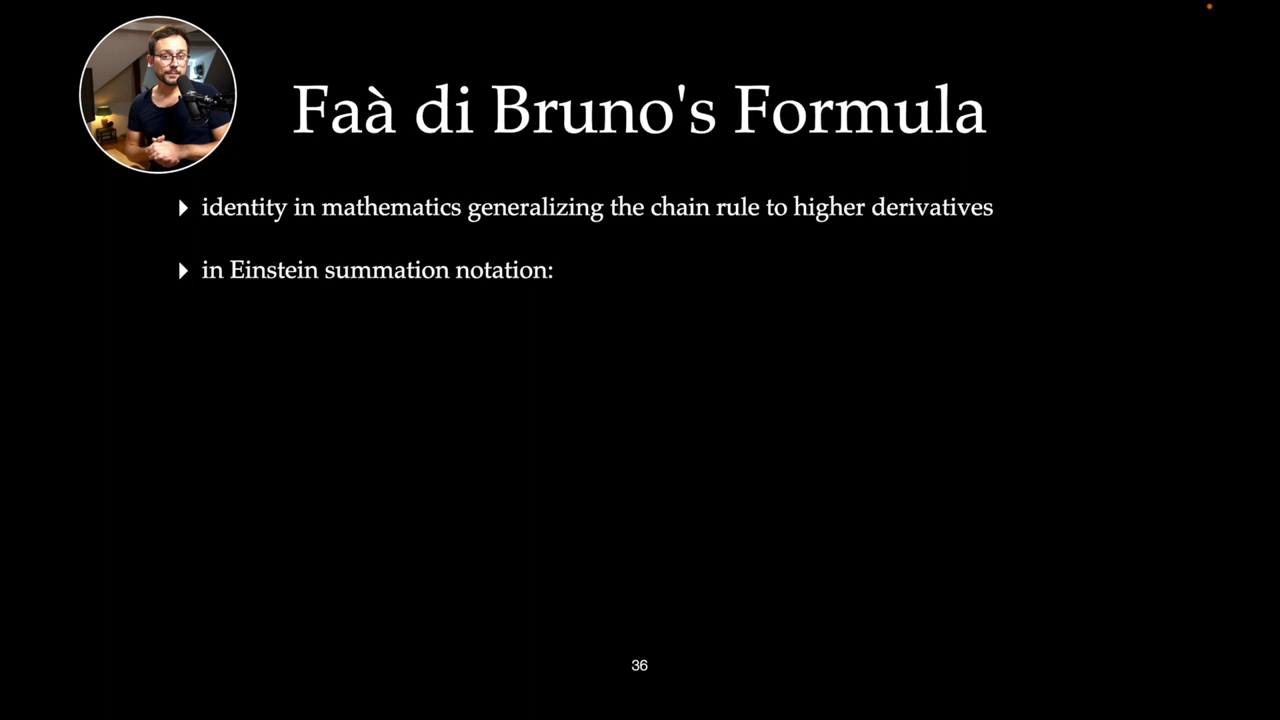 Faà di Bruno's Formula
identity in mathematics generalizing the chain rule to higher derivatives
in Einstein summation notation:
36